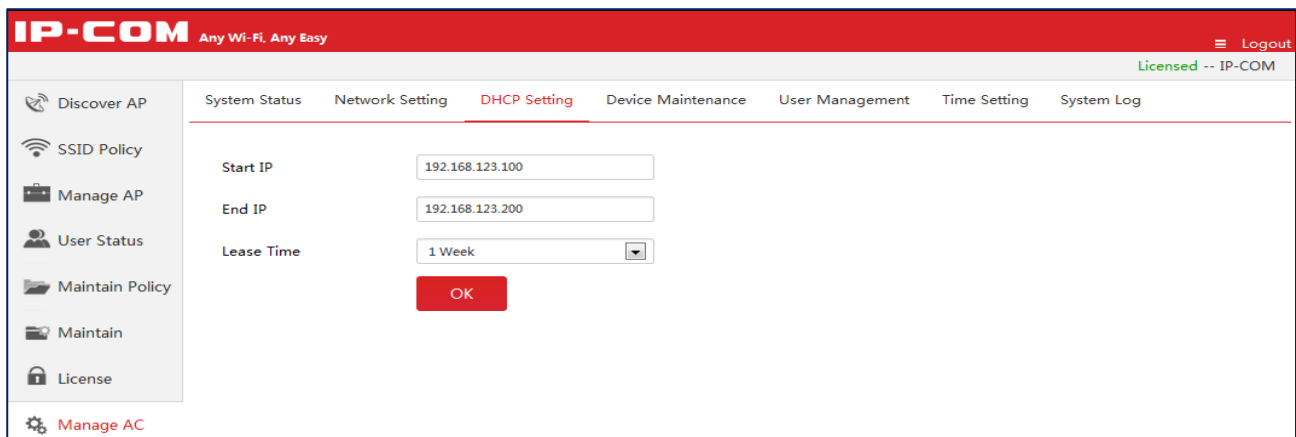 IP-COM Any Wi-Fi, Any Easy
≡ Logout
Licensed -- IP-COM
Discover AP
SSID Policy
Manage AP
User Status
Maintain Policy
Maintain
License
Manage AC
System Status Network Setting DHCP Setting Device Maintenance User Management Time Setting System Log
Start IP 192.168.123.100
End IP 192.168.123.200
Lease Time 1 Week
OK